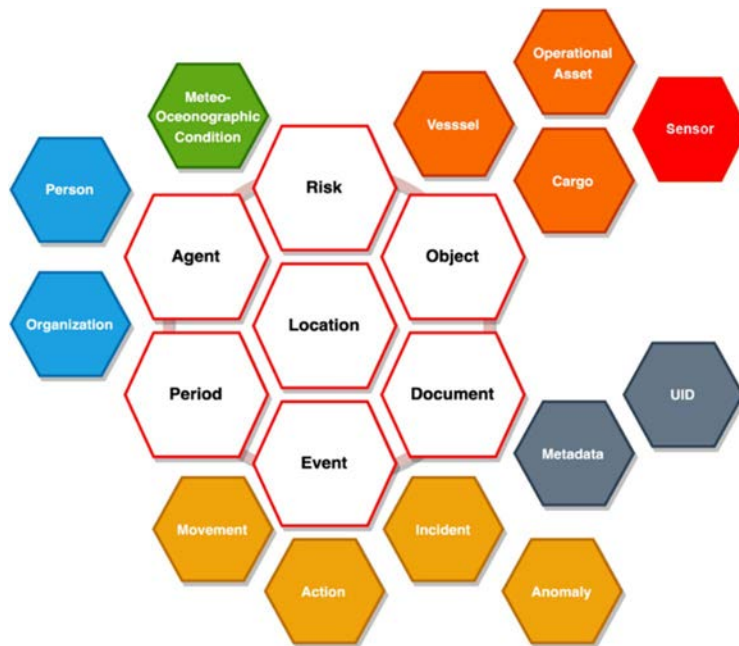 Operational
Asset
Meteo-
Oceonographic
Condition
Vesssel
Sensor
Risk
Cargo
Person
Agent
Object
Organization
Location
Period
Document
UID
Metadata
Event
Movement
Incident
Action
Anomaly